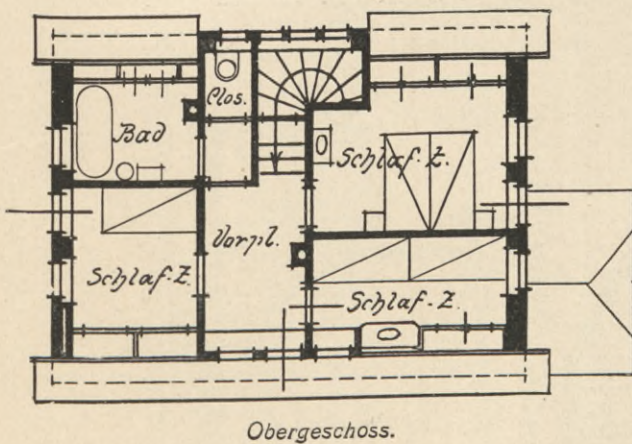 Clos.
Bad
Schlaf-Z.
Vorpl.
Schlaf-Z.
Schlaf-Z.
Obergeschoss.